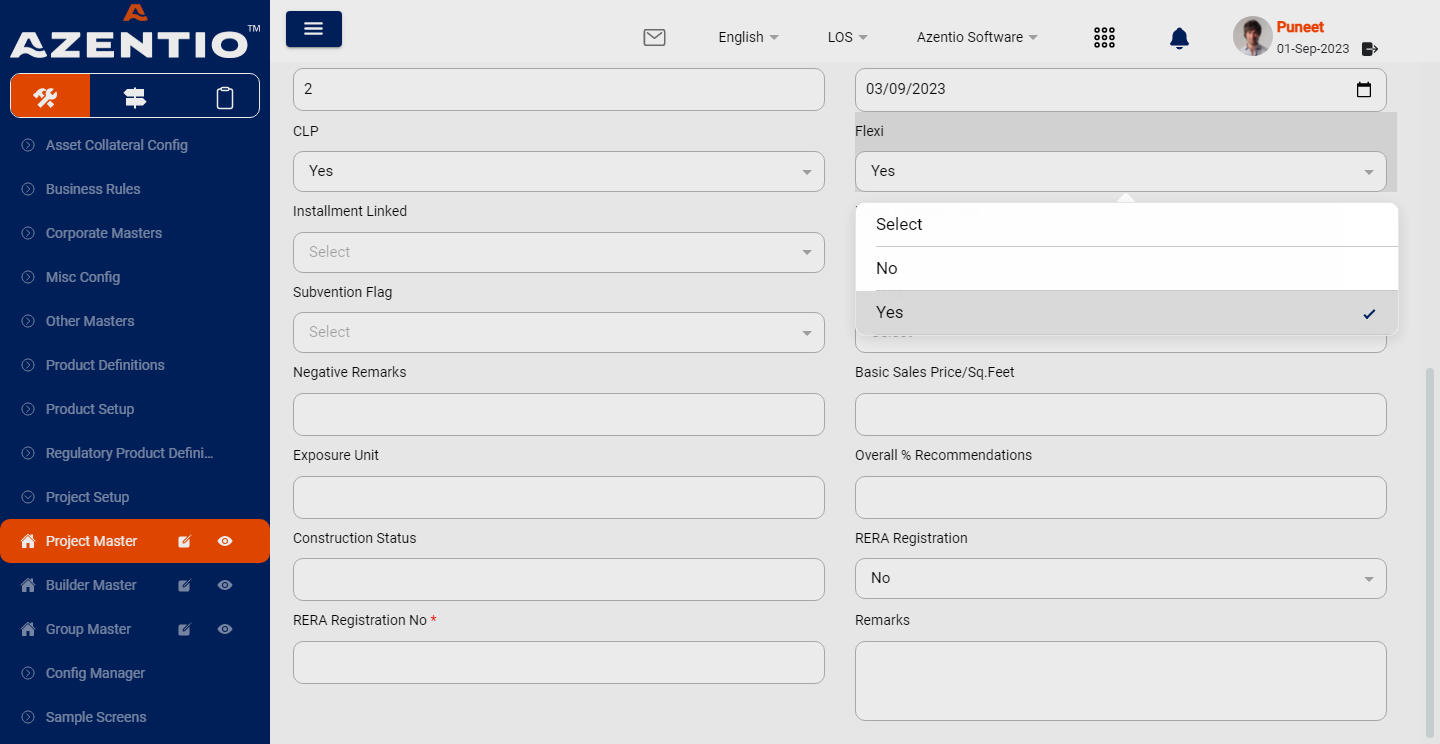 AZENTIO™
English
LOS
Azentio Software
Puneet
01-Sep-2023
Asset Collateral Config
Business Rules
Corporate Masters
Misc Config
Other Masters
Product Definitions
Product Setup
Regulatory Product Defini...
Project Setup
Project Master
Builder Master
Group Master
Config Manager
Sample Screens
2
03/09/2023
CLP
Flexi
Yes
Yes
Installment Linked
Select
Select
No
Yes
Subvention Flag
Select
Negative Remarks
Basic Sales Price/Sq.Feet
Exposure Unit
Overall % Recommendations
Construction Status
RERA Registration
No
RERA Registration No *
Remarks